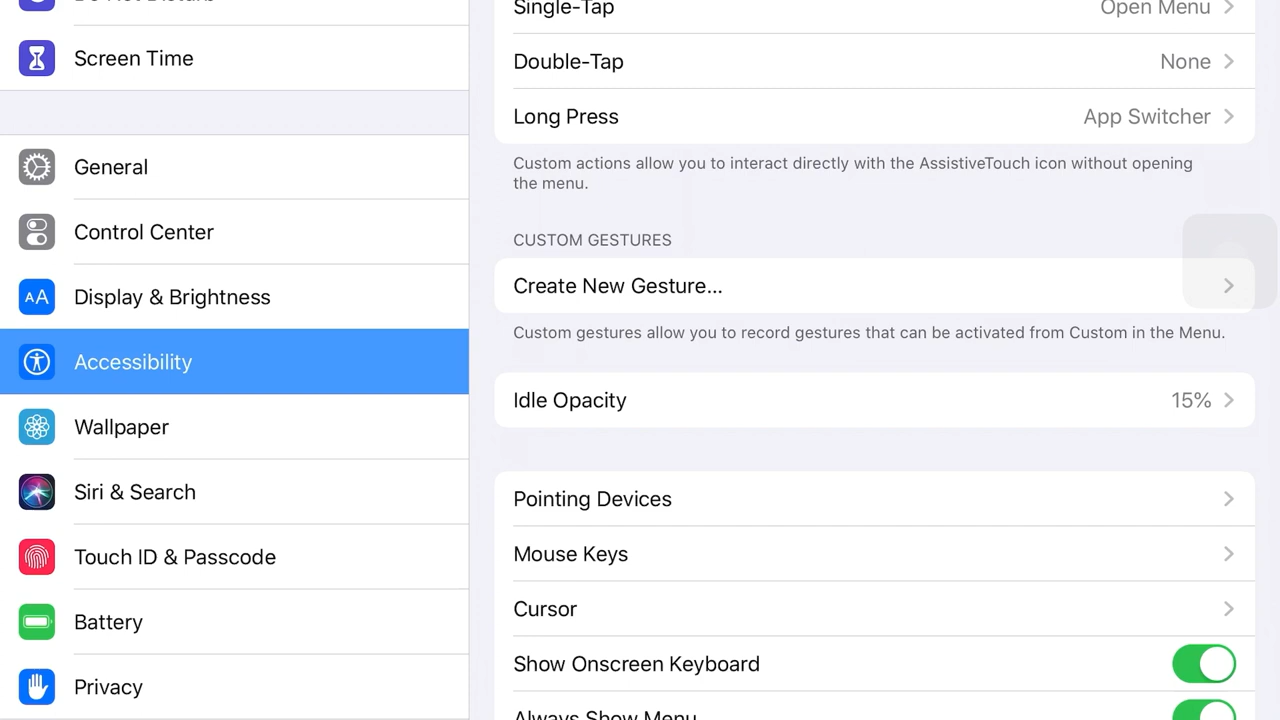 Screen Time
General
Control Center
AA
Display & Brightness
Accessibility
Wallpaper
Siri & Search
Touch ID & Passcode
Battery
Privacy
Single-Tap
Open Menu
Double-Tap
None
Long Press
App Switcher
Custom actions allow you to interact directly with the AssistiveTouch icon without opening
the menu.
CUSTOM GESTURES
Create New Gesture...
Custom gestures allow you to record gestures that can be activated from Custom in the Menu.
Idle Opacity
15%
Pointing Devices
Mouse Keys
Cursor
Show Onscreen Keyboard
Always Show Menu